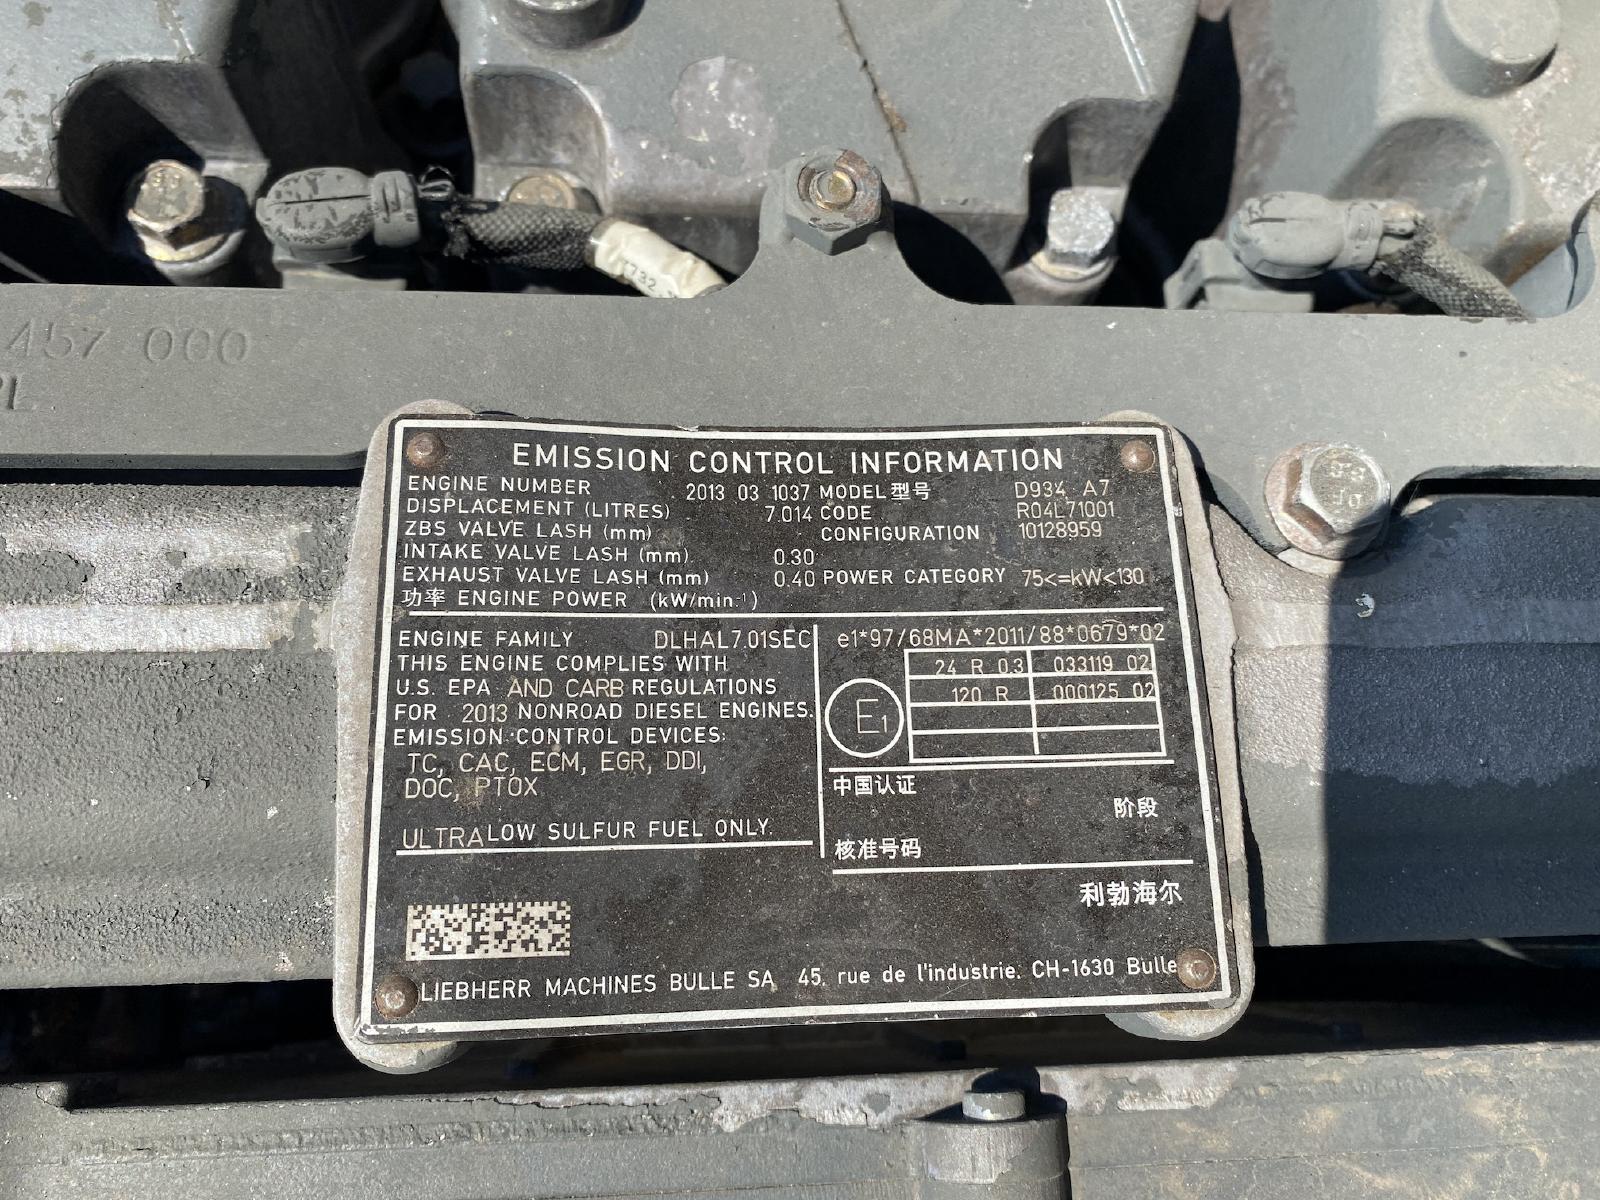 457 000
EMISSION CONTROL INFORMATION
ENGINE NUMBER 2013 03 1037 MODEL型号 D934 A7
DISPLACEMENT (LITRES) 7.014 CODE R04L71001
ZBS VALVE LASH (mm) CONFIGURATION 10128959
INTAKE VALVE LASH (mm) 0.30
EXHAUST VALVE LASH (mm) 0.40 POWER CATEGORY 75<=kW<130
功率 ENGINE POWER (kW/min.⁻¹)
ENGINE FAMILY DLHAL7.01SEC
THIS ENGINE COMPLIES WITH
U.S. EPA AND CARB REGULATIONS
FOR 2013 NONROAD DIESEL ENGINES.
EMISSION CONTROL DEVICES:
TC, CAC, ECM, EGR, DDI,
DOC, PTOX
ULTRA LOW SULFUR FUEL ONLY.
e1*97/68MA*2011/88*0679*02
24 R 03 033119 02
120 R 000125 02
E1
中国认证
阶段
核准号码
利勃海尔
LIEBHERR MACHINES BULLE SA 45, rue de l'industrie. CH-1630 Bulle